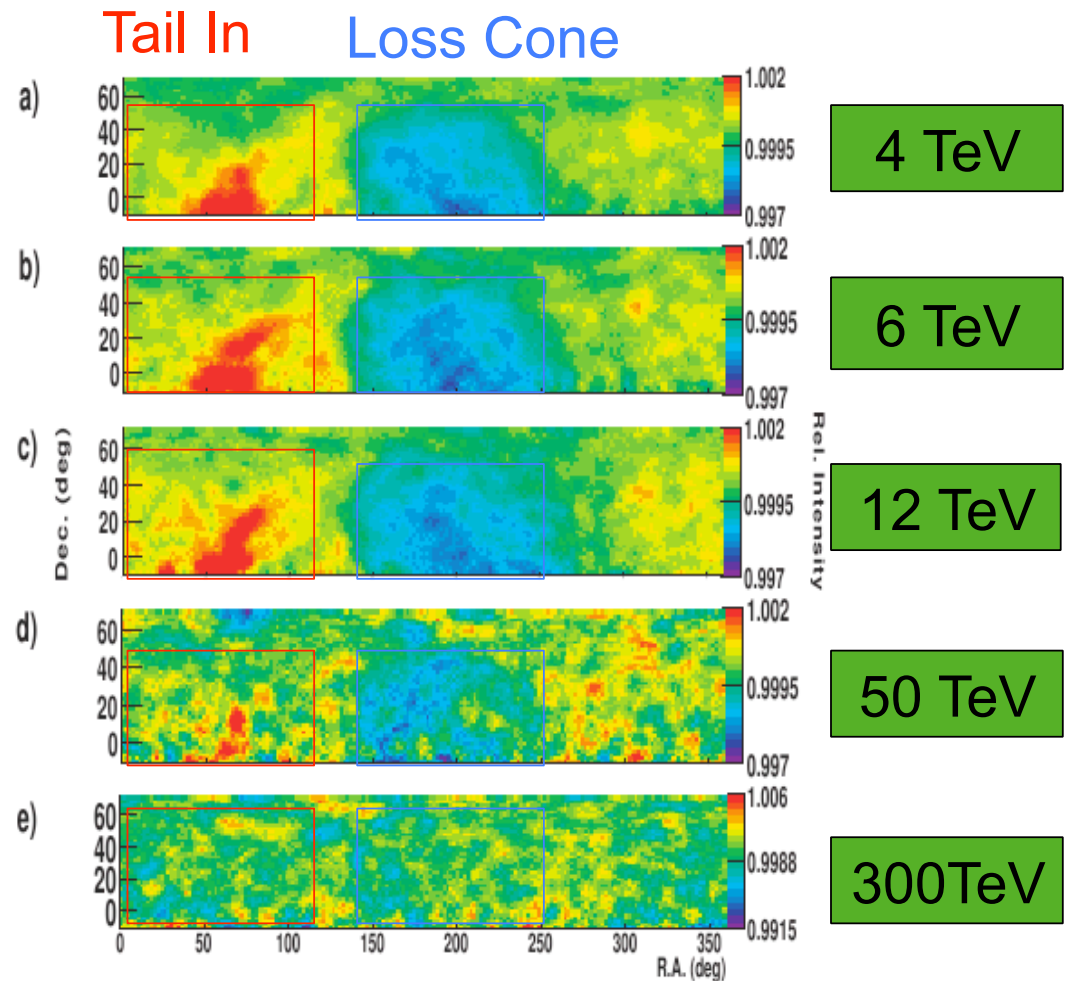 Tail In Loss Cone
a)
60
40
20
0
1.002
0.9995
0.997
4 TeV
b)
60
40
20
0
1.002
0.9995
0.997
6 TeV
Dec. (deg)
c)
60
40
20
0
1.002
0.9995
0.997
Rel. Intensity
12 TeV
d)
60
40
20
0
1.002
0.9995
0.997
50 TeV
e)
60
40
20
0
1.006
0.9988
0.9915
300TeV
0 50 100 150 200 250 300 350
R.A. (deg)